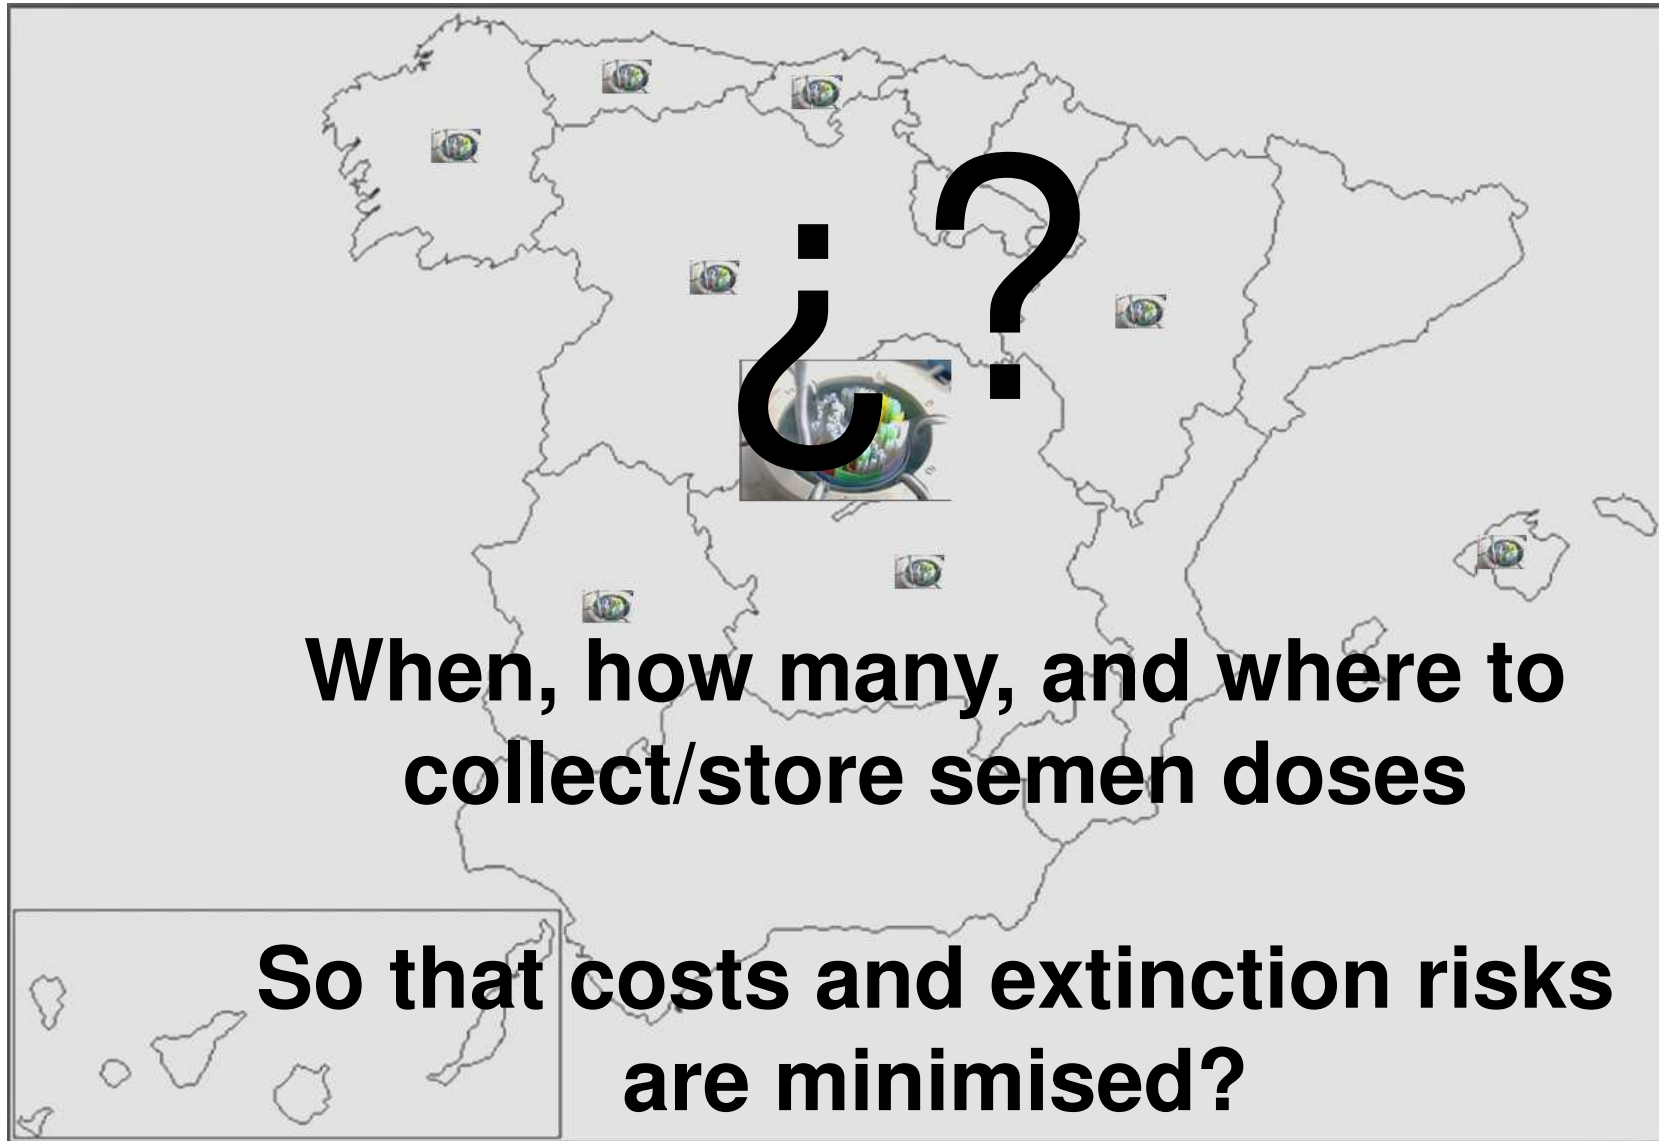 ¿ ?
When, how many, and where to
collect/store semen doses
So that costs and extinction risks
are minimised?